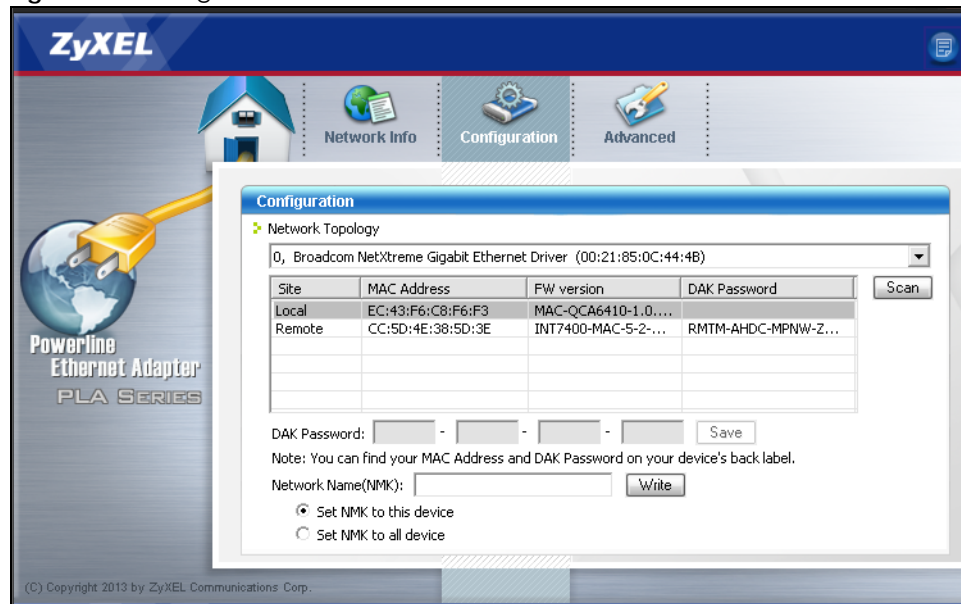 ZyXEL
Network Info
Configuration
Advanced
Configuration
Network Topology
0, Broadcom NetXtreme Gigabit Ethernet Driver (00:21:85:0C:44:4B)
Site MAC Address FW version DAK Password Scan
Local EC:43:F6:C8:F6:F3 MAC-QCA6410-1.0....
Remote CC:5D:4E:38:5D:3E INT7400-MAC-5-2-... RMTM-AHDC-MPNW-Z...
Powerline
Ethernet Adapter
PLA SERIES
DAK Password: - - - Save
Note: You can find your MAC Address and DAK Password on your device's back label.
Network Name(NMK): Write
Set NMK to this device
Set NMK to all device
(C) Copyright 2013 by ZyXEL Communications Corp.